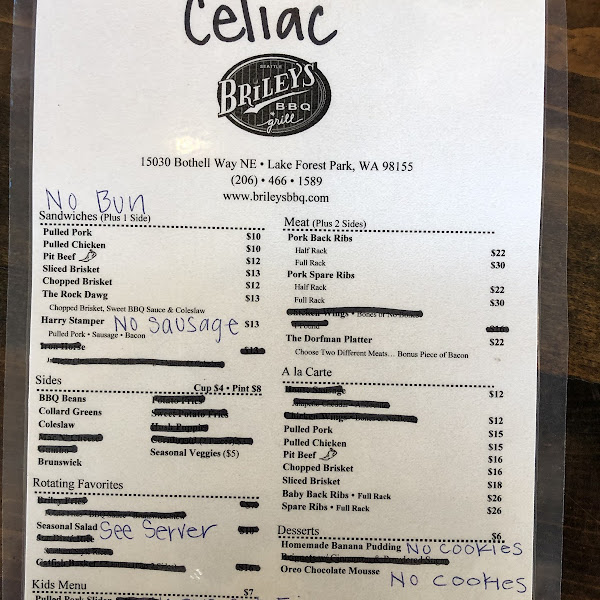 Celiac
SEATTLE
BRILEYS
BBQ
grill
15030 Bothell Way NE • Lake Forest Park, WA 98155
(206) • 466 • 1589
www.brileysbbq.com
NO BUN
Sandwiches (Plus 1 Side)
Pulled Pork $10
Pulled Chicken $10
Pit Beef $12
Sliced Brisket $13
Chopped Brisket $12
The Rock Dawg $13
Chopped Brisket, Sweet BBQ Sauce & Coleslaw
Harry Stamper NO Sausage $13
Pulled Pork • Sausage • Bacon
Sides Cup $4 • Pint $8
BBQ Beans
Collard Greens
Coleslaw
Brunswick
Seasonal Veggies ($5)
Rotating Favorites
Seasonal Salad See Server
Kids Menu $7
Meat (Plus 2 Sides)
Pork Back Ribs
Half Rack $22
Full Rack $30
Pork Spare Ribs
Half Rack $22
Full Rack $30
The Dorfman Platter $22
Choose Two Different Meats… Bonus Piece of Bacon
A la Carte
$12
$12
Pulled Pork $15
Pulled Chicken $15
Pit Beef $16
Chopped Brisket $16
Sliced Brisket $18
Baby Back Ribs • Full Rack $26
Spare Ribs • Full Rack $26
Desserts $6
Homemade Banana Pudding NO COOKIES
Oreo Chocolate Mousse NO COOKIES